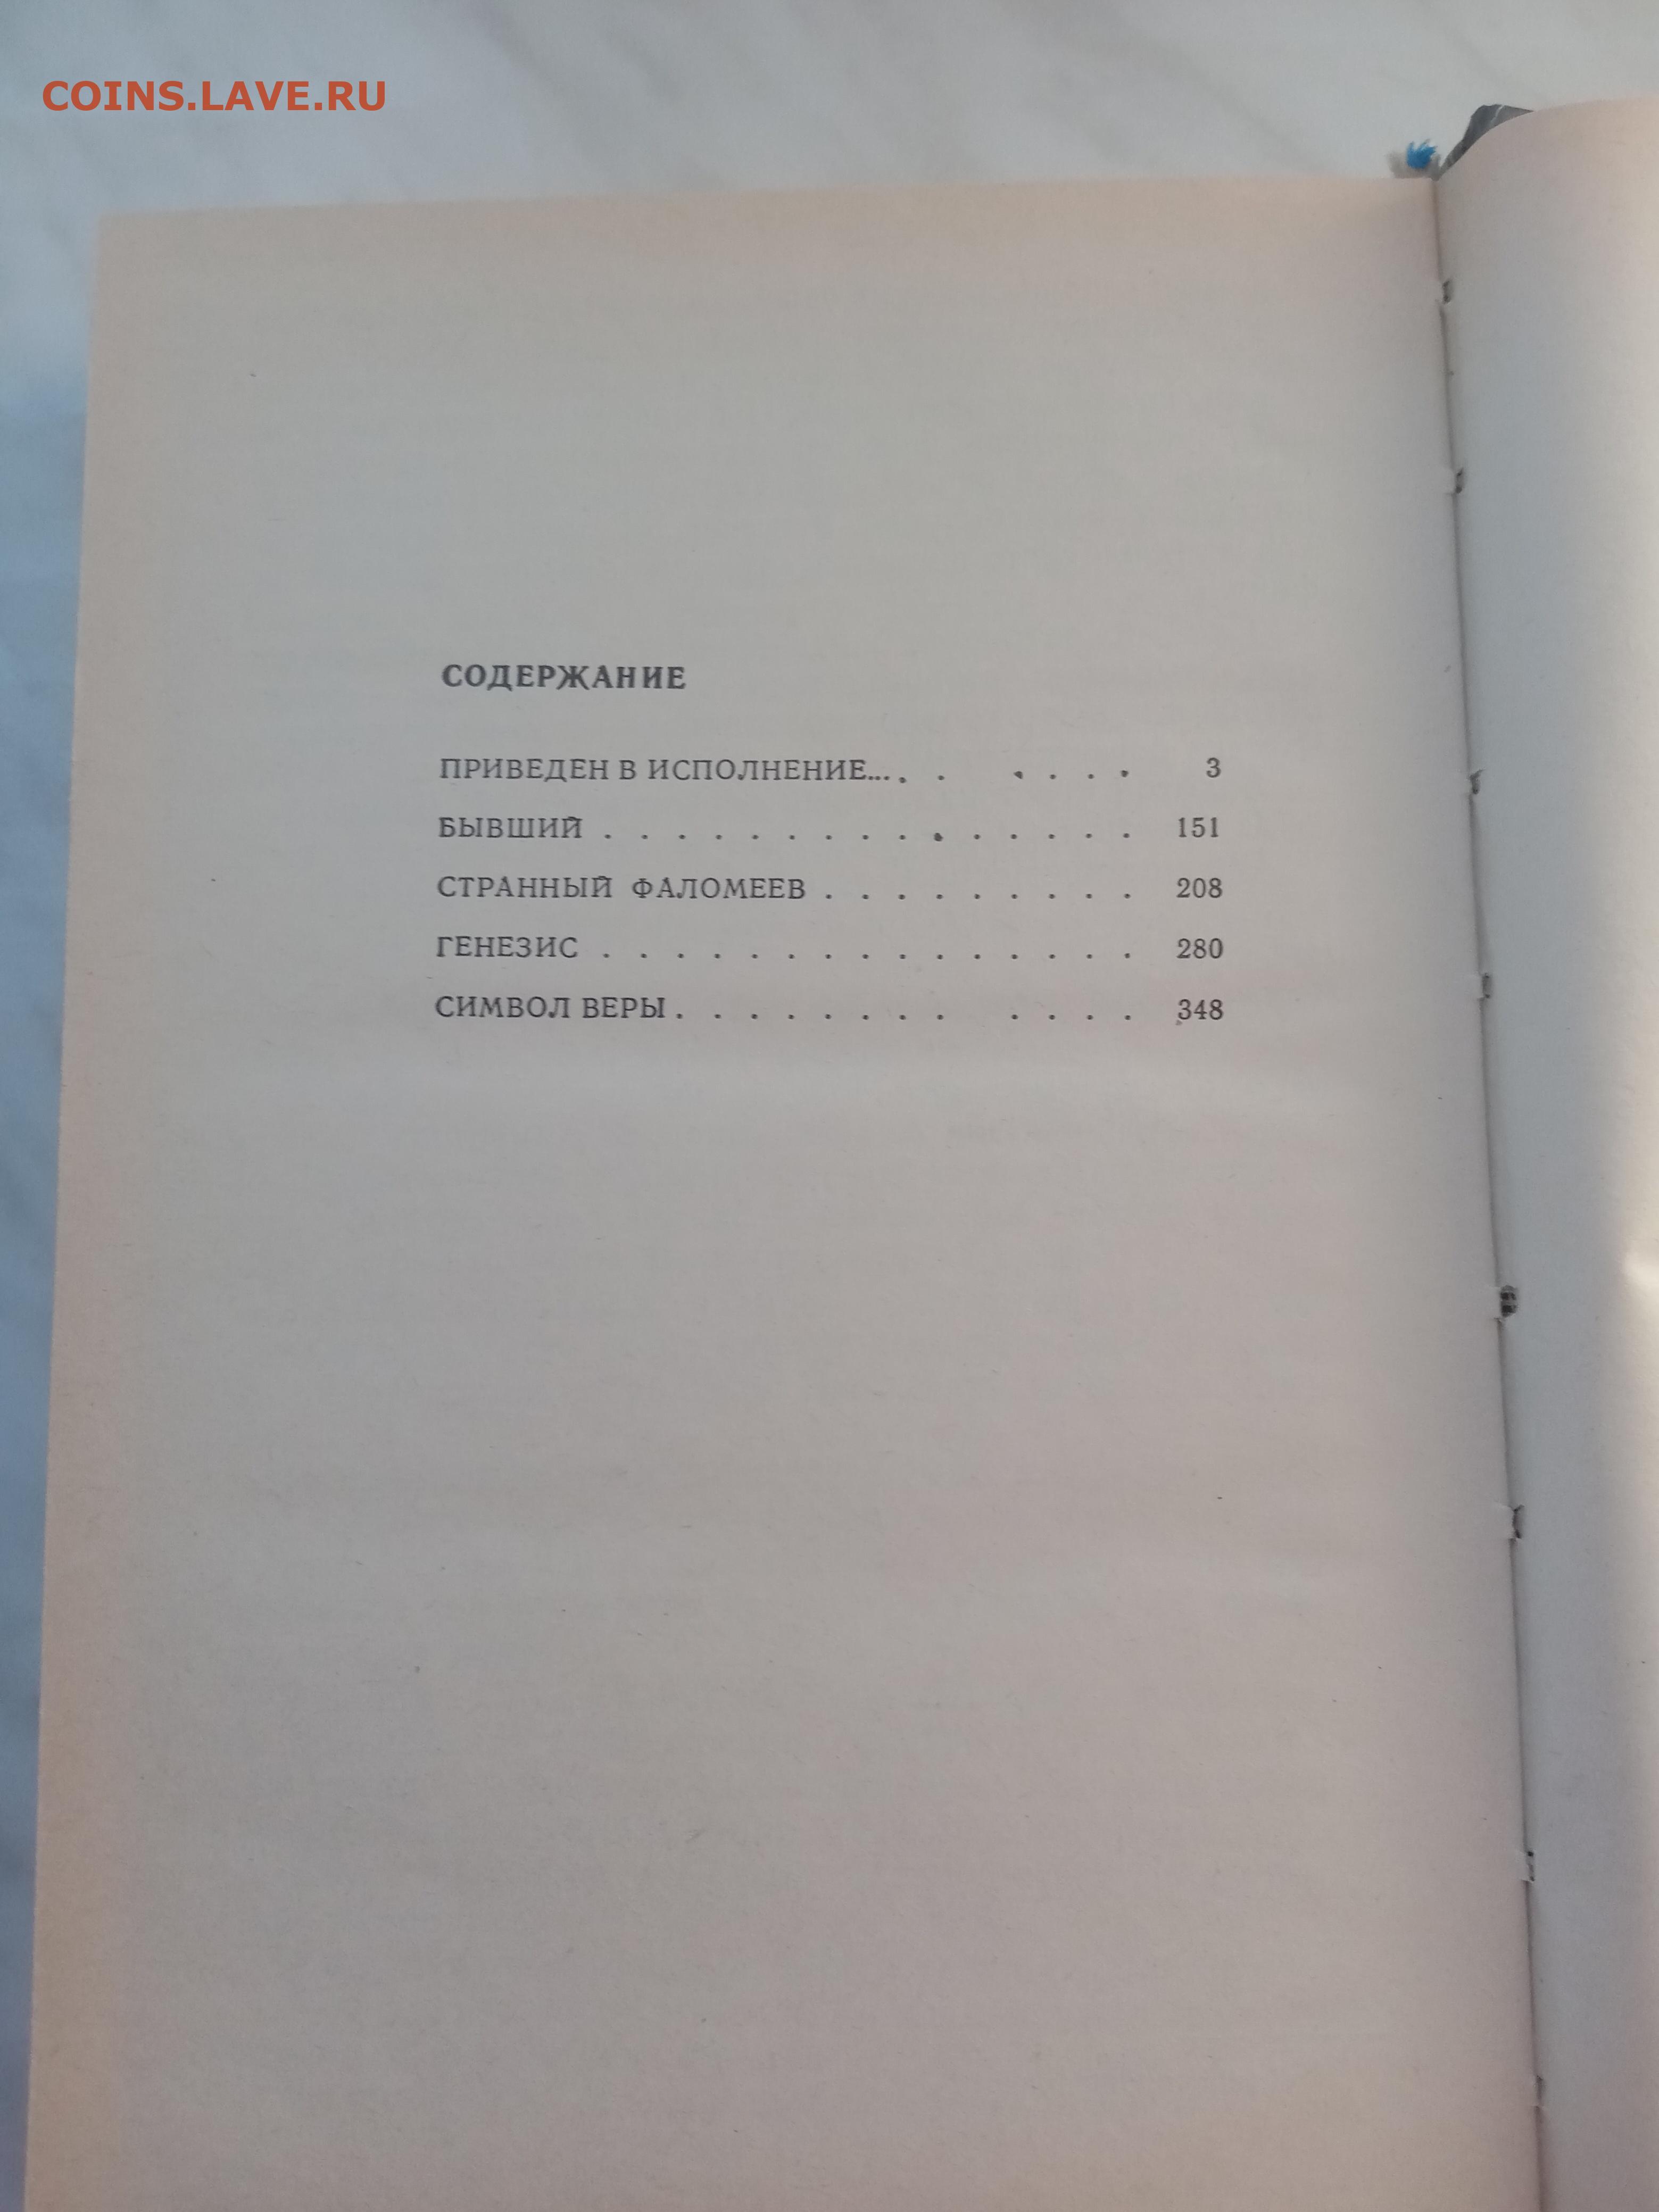 COINS.LAVE.RU
СОДЕРЖАНИЕ
ПРИВЕДЕН В ИСПОЛНЕНИЕ... . . . . . . 3
БЫВШИЙ . . . . . . . . . . . . . . . 151
СТРАННЫЙ ФАЛОМЕЕВ . . . . . . . . . 208
ГЕНЕЗИС . . . . . . . . . . . . . . . 280
СИМВОЛ ВЕРЫ . . . . . . . . . . . . 348